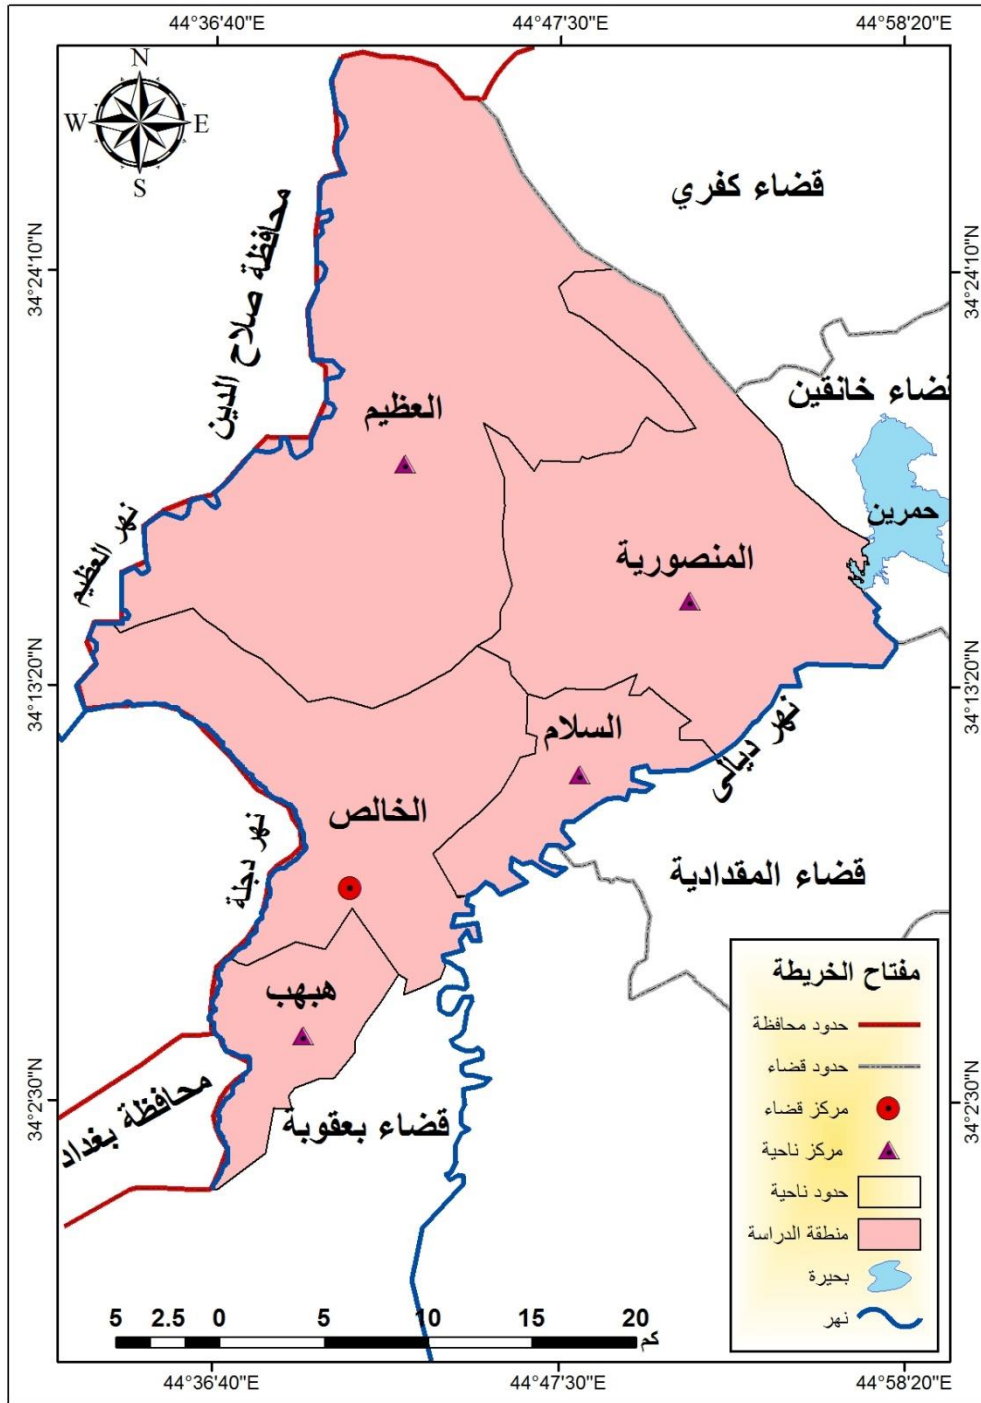 44°36'40"E
44°47'30"E
44°58'20"E
N
W
E
S
34°24'10"N
34°13'20"N
34°2'30"N
34°24'10"N
34°13'20"N
34°2'30"N
قضاء كفري
محافظة صلاح الدين
قضاء خانقين
العظيم
حمرين
نهر العظيم
المنصورية
السلام
نهر ديالى
الخالص
نهر دجلة
قضاء المقدادية
هبهب
محافظة بغداد
قضاء بعقوبة
مفتاح الخريطة
حدود محافظة
حدود قضاء
مركز قضاء
مركز ناحية
حدود ناحية
منطقة الدراسة
بحيرة
نهر
5 2.5 0 5 10 15 20
كم
44°36'40"E
44°47'30"E
44°58'20"E